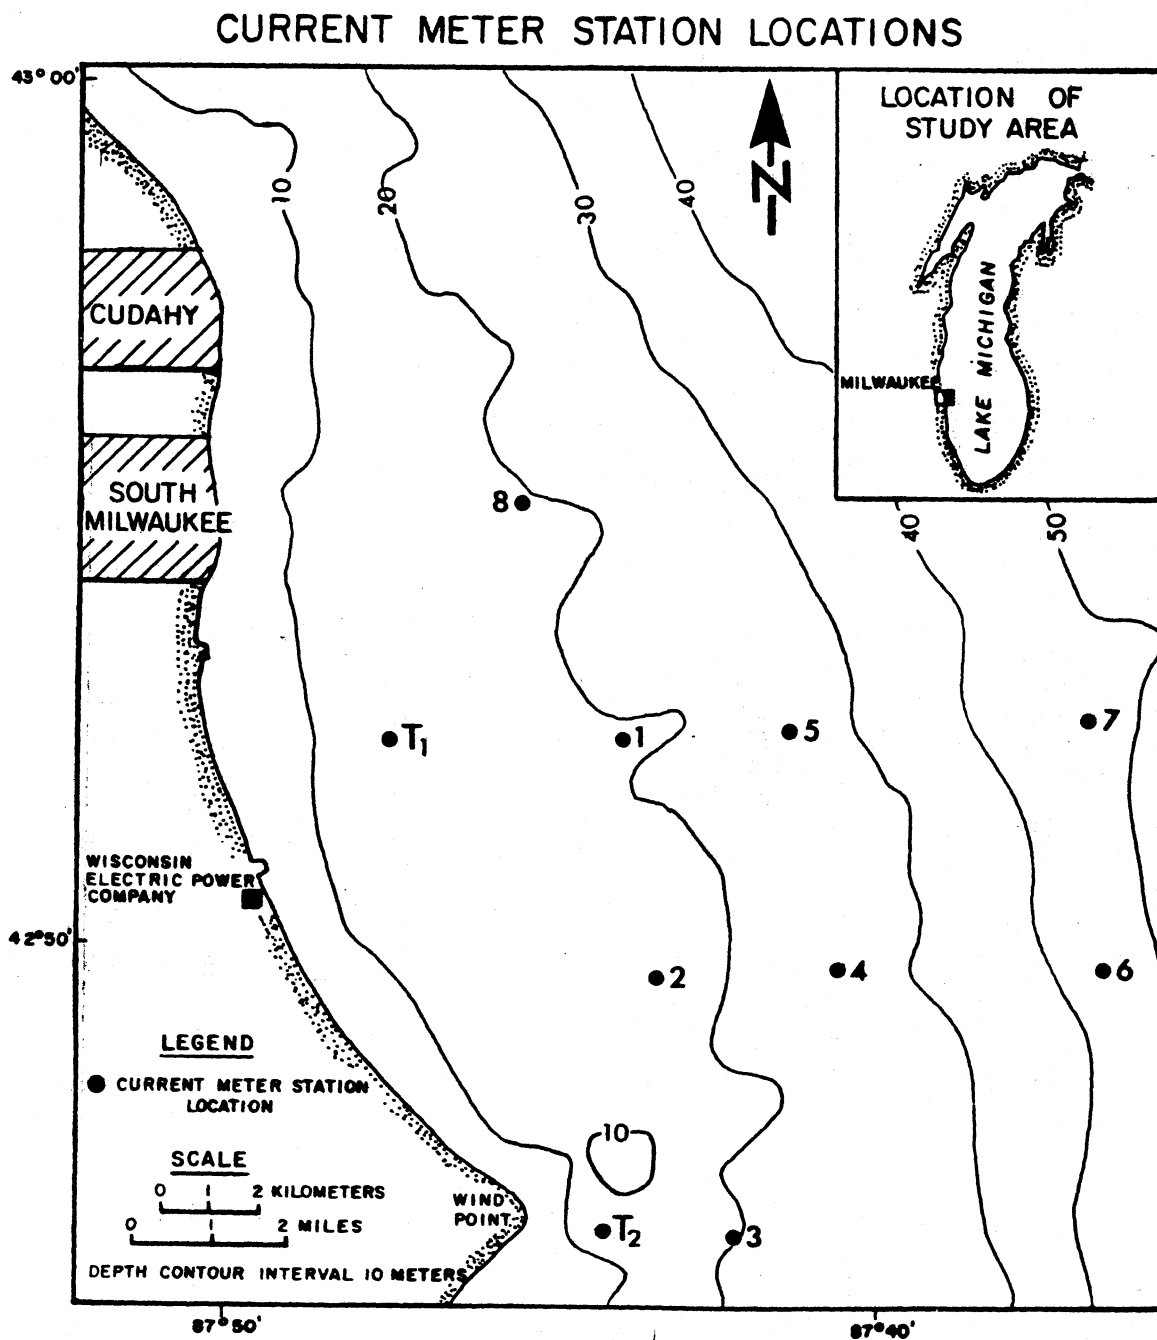 CURRENT METER STATION LOCATIONS
43° 00'
LOCATION OF
STUDY AREA
N
10
20
30
40
CUDAHY
LAKE MICHIGAN
MILWAUKEE
SOUTH
MILWAUKEE
8
40
50
T1
1
5
7
WISCONSIN
ELECTRIC POWER
COMPANY
42°50'
2
4
6
LEGEND
CURRENT METER STATION
LOCATION
10
SCALE
0 1 2 KILOMETERS
0 1 2 MILES
WIND
POINT
T2
3
DEPTH CONTOUR INTERVAL 10 METERS
87°50'
87°40'